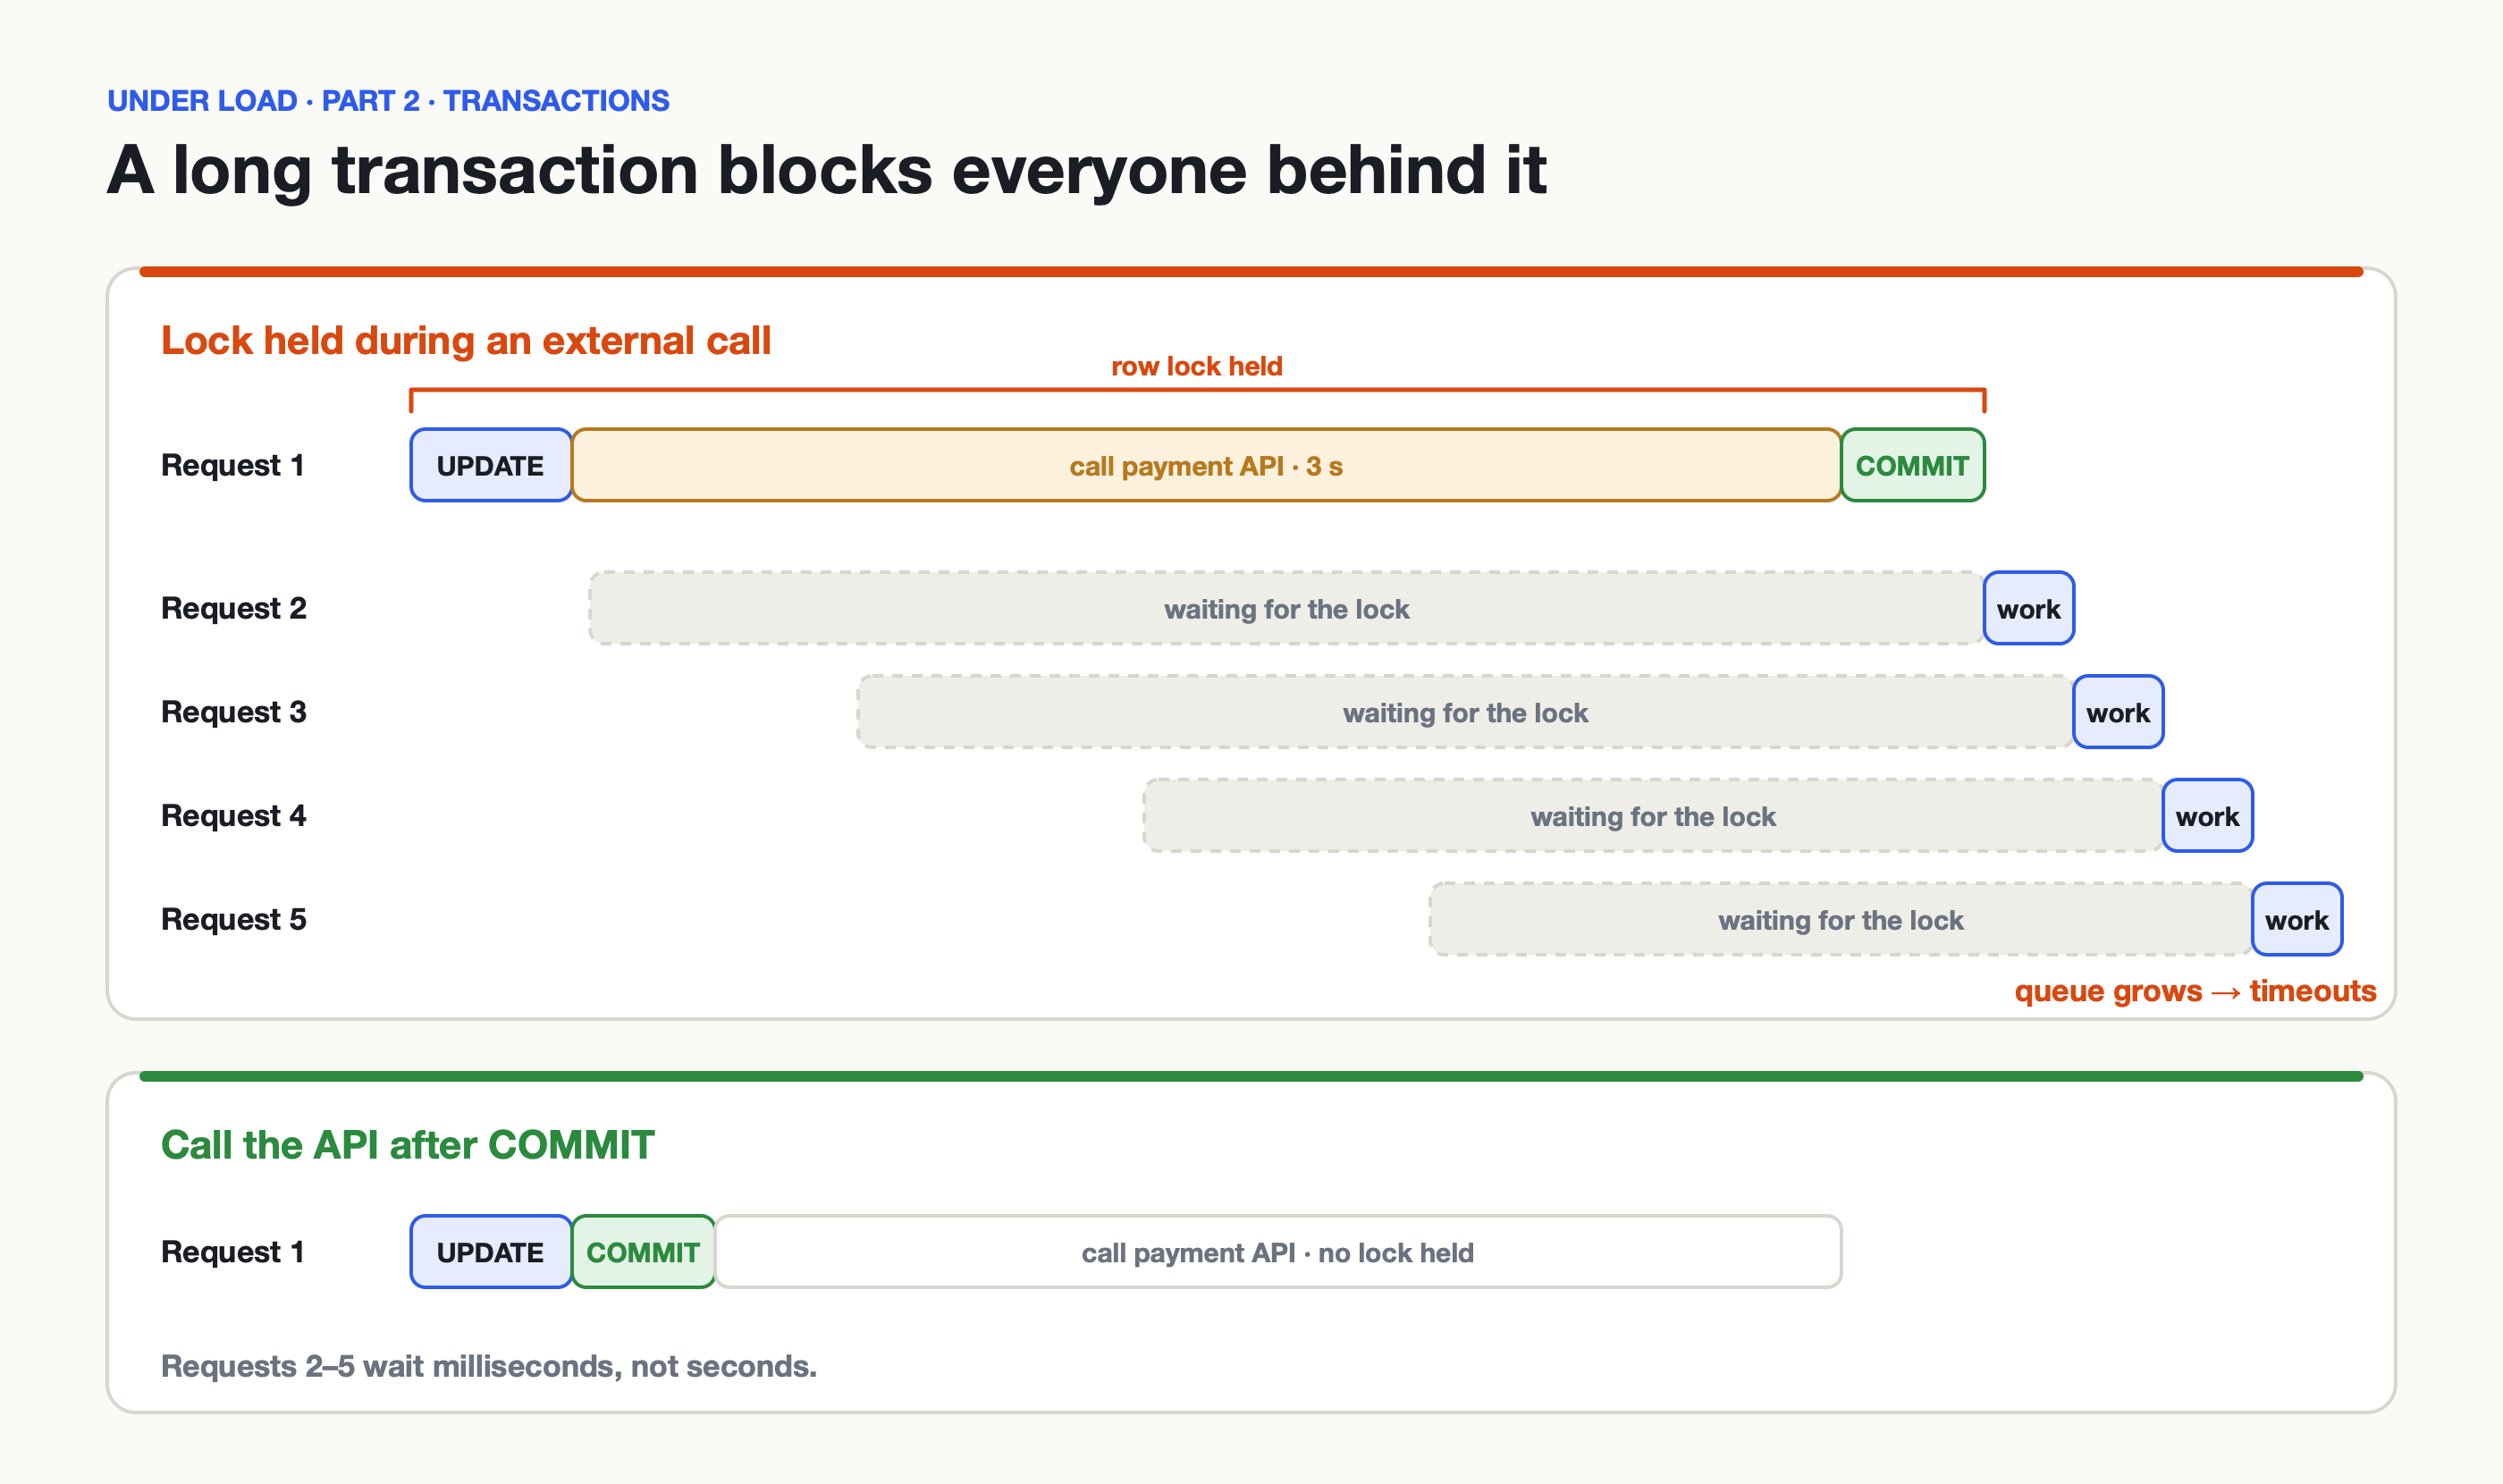 UNDER LOAD · PART 2 · TRANSACTIONS
A long transaction blocks everyone behind it
Lock held during an external call
row lock held
Request 1 UPDATE call payment API · 3 s COMMIT
Request 2 waiting for the lock work
Request 3 waiting for the lock work
Request 4 waiting for the lock work
Request 5 waiting for the lock work
queue grows → timeouts
Call the API after COMMIT
Request 1 UPDATE COMMIT call payment API · no lock held
Requests 2–5 wait milliseconds, not seconds.